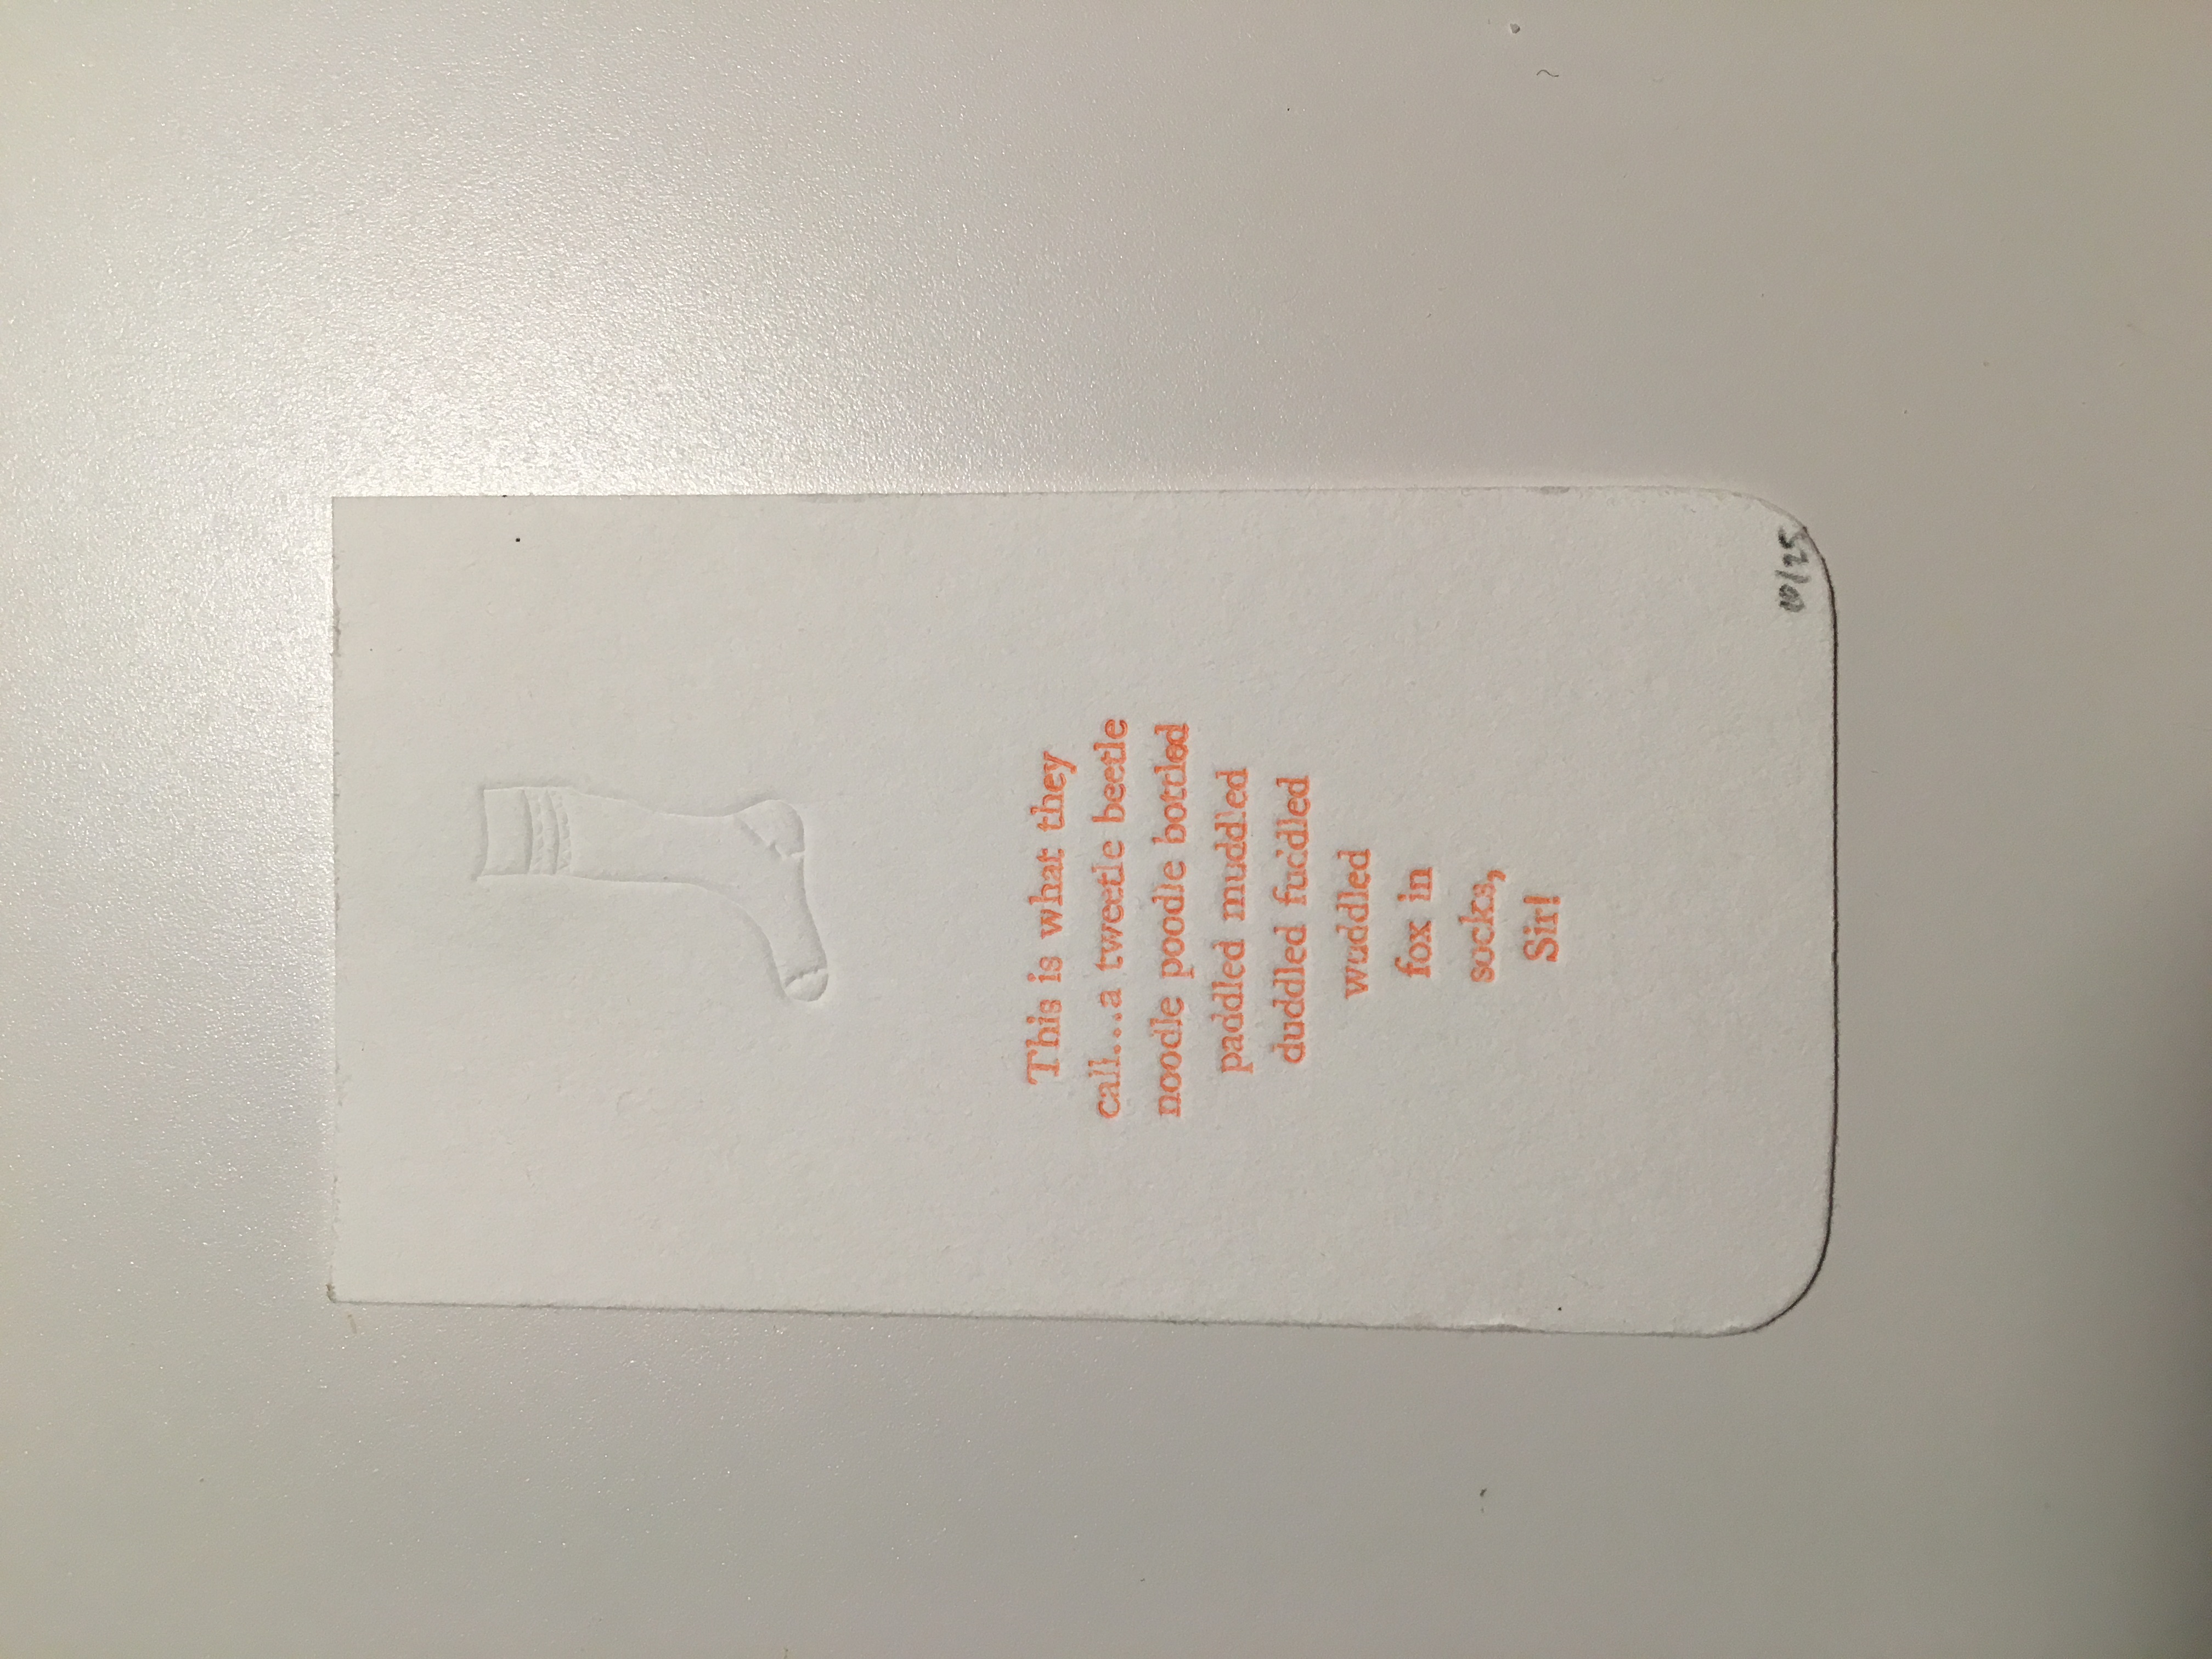 This is what they
call....a tweetle beetle
noodle poodle bottled
paddled muddled
duddled fuddled
wuddled
fox in
socks,
Sir!
10/25